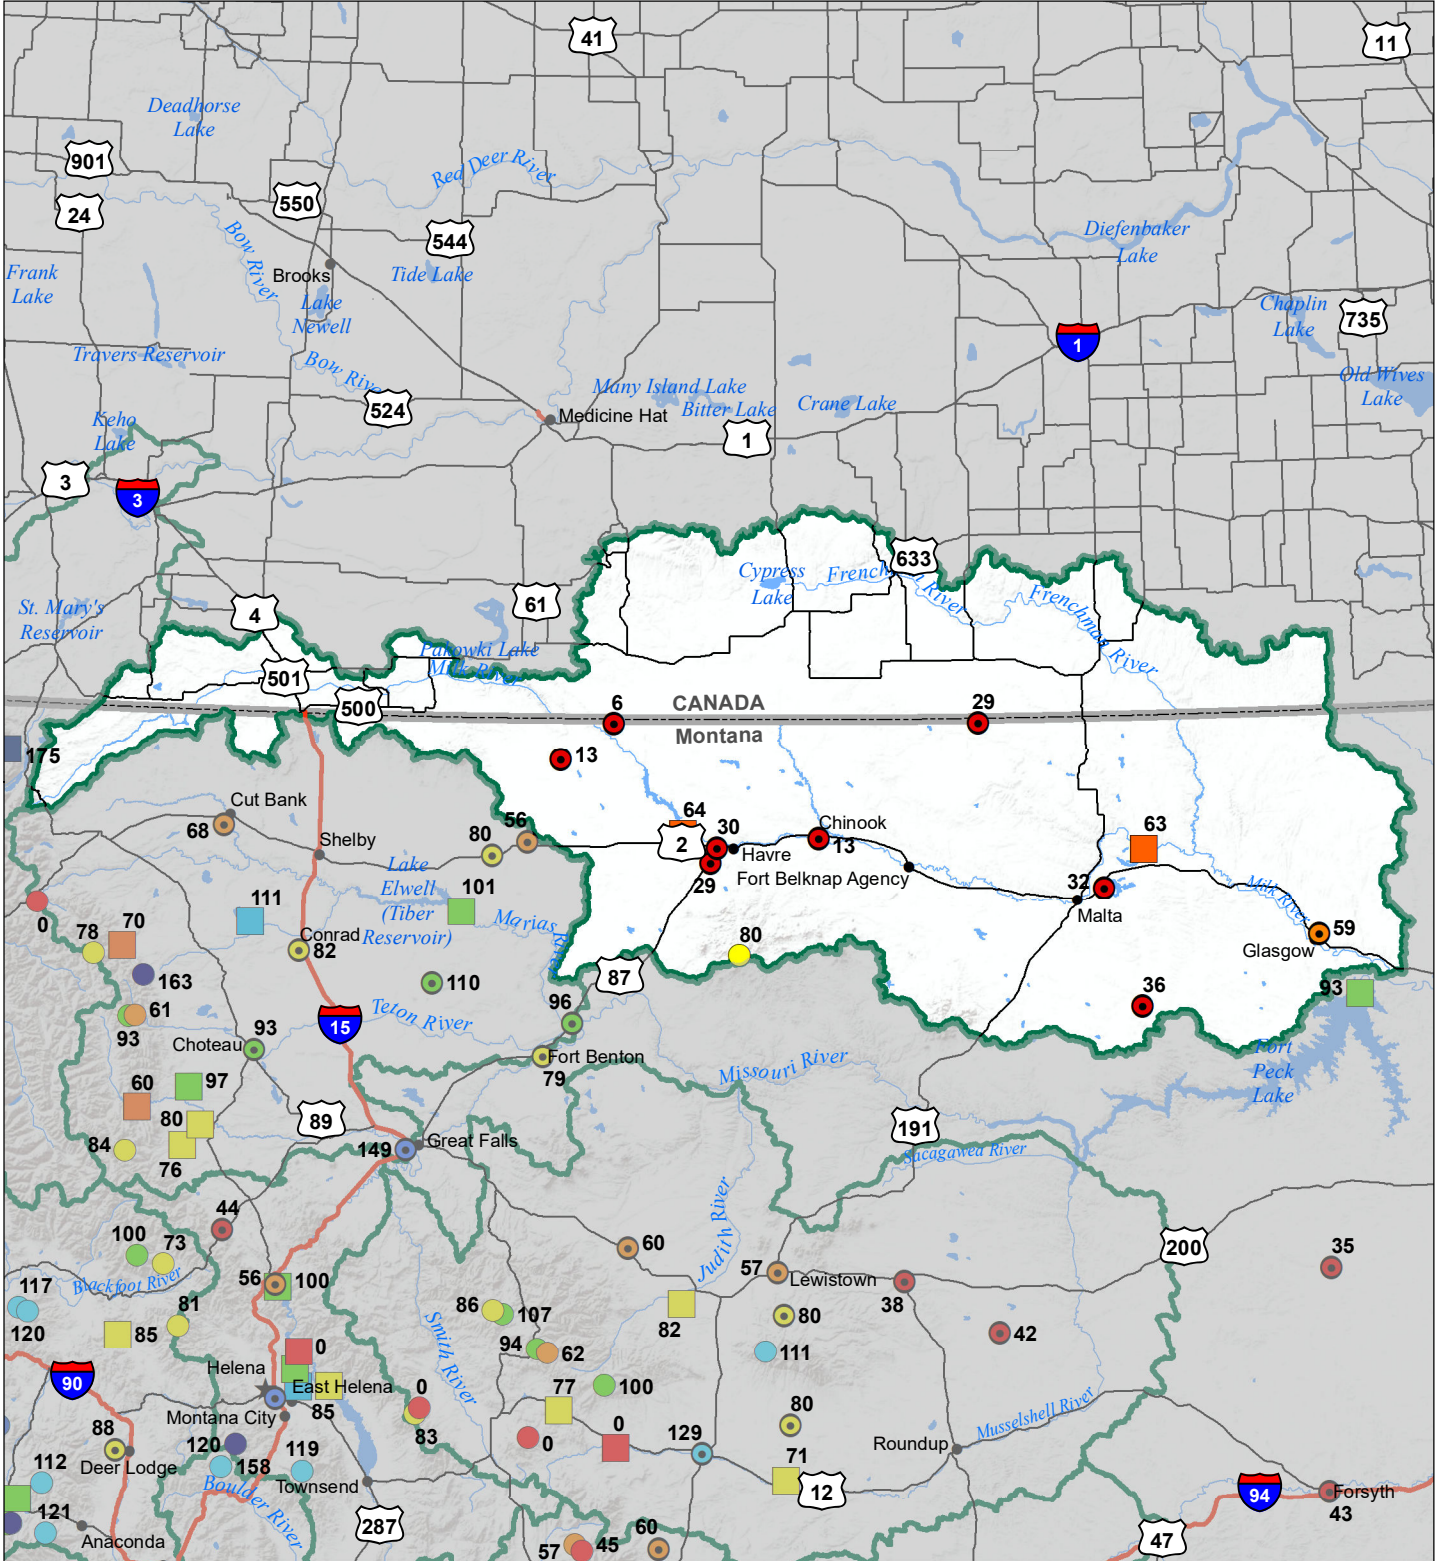 41
11
Deadhorse
Lake
901
24
550
Red Deer River
544
Bow River
Brooks
Tide Lake
Lake
Newell
Frank
Lake
Diefenbaker
Lake
Chaplin
Lake
735
1
Travers Reservoir
Bow Rive
524
Many Island Lake
Bitter Lake
Crane Lake
Old Wives
Lake
Keho
Lake
Medicine Hat
1
3
3
633
Cypress
Lake
French
n River
Frenchman River
61
4
St. Mary's
Reservoir
Pakowki Lake
Milk River
501
500
6
CANADA
29
Montana
175
13
Cut Bank
68
Shelby
80
56
64
2
30
Havre
29
Chinook
13
Fort Belknap Agency
63
32
Malta
Milk River
59
Glasgow
Lake
Elwell
(Tiber
Reservoir)
101
111
Marias
River
0
78
70
Conrad
82
163
110
80
87
36
93
61
93
96
Teton River
15
93
Choteau
Fort Benton
79
Missouri River
Fort
Peck
Lake
60
97
80
84
76
89
149
Great Falls
191
Sacagawea River
44
Judith River
100
73
60
200
35
Blackfoot River
56
100
57
Lewistown
38
117
120
81
85
86
107
82
80
42
Smith River
94
62
111
0
Helena
90
East Helena
85
Montana City
0
83
100
77
0
0
80
129
Musselshell River
Roundup
88
Deer Lodge
120
158
119
Townsend
112
Boulder River
71
12
94
Forsyth
43
121
Anaconda
287
57
45
60
47